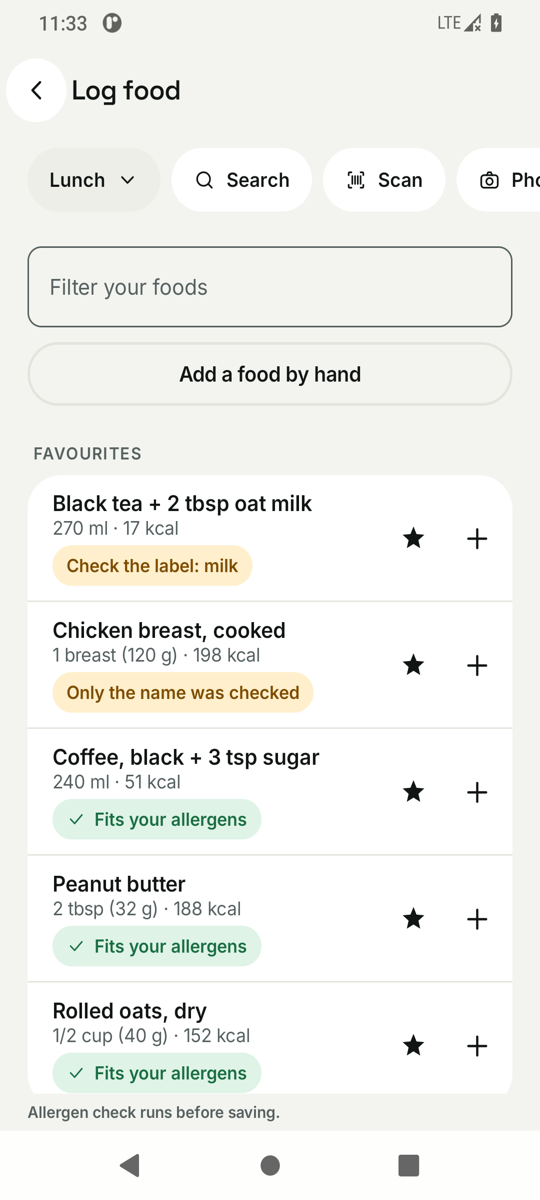 11:33
LTE
Log food
Lunch
Search
Scan
Pho
Filter your foods
Add a food by hand
FAVOURITES
Black tea + 2 tbsp oat milk
270 ml · 17 kcal
Check the label: milk
Chicken breast, cooked
1 breast (120 g) · 198 kcal
Only the name was checked
Coffee, black + 3 tsp sugar
240 ml · 51 kcal
Fits your allergens
Peanut butter
2 tbsp (32 g) · 188 kcal
Fits your allergens
Rolled oats, dry
1/2 cup (40 g) · 152 kcal
Fits your allergens
Allergen check runs before saving.